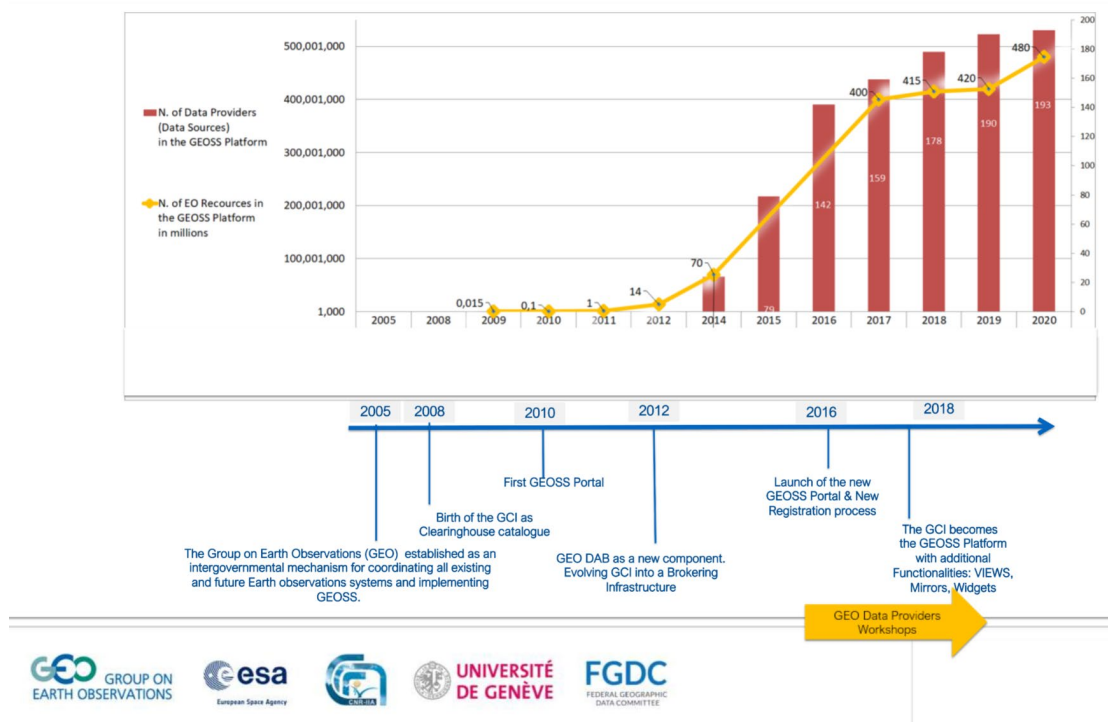 500,001,000
400,001,000
300,001,000
200,001,000
100,001,000
1,000
N. of Data Providers
(Data Sources)
in the GEOSS Platform
N. of EO Recources in
the GEOSS Platform
in millions
200
180
160
140
120
100
80
60
40
20
0
0,015
0,1
1
14
70
400
415
420
480
79
142
159
178
190
193
2005 2008 2009 2010 2011 2012 2014 2015 2016 2017 2018 2019 2020
2005 2008 2010 2012 2016 2018
First GEOSS Portal
Birth of the GCI as
Clearinghouse catalogue
The Group on Earth Observations (GEO) established as an
intergovernmental mechanism for coordinating all existing
and future Earth observations systems and implementing
GEOSS.
GEO DAB as a new component.
Evolving GCI into a Brokering
Infrastructure
Launch of the new
GEOSS Portal & New
Registration process
The GCI becomes
the GEOSS Platform
with additional
Functionalities: VIEWS,
Mirrors, Widgets
GEO Data Providers
Workshops
GEO GROUP ON
EARTH OBSERVATIONS
esa
European Space Agency
CNR-IIA
UNIVERSITÉ
DE GENÈVE
FGDC
FEDERAL GEOGRAPHIC
DATA COMMITTEE